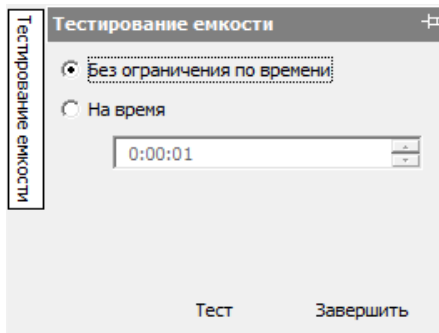 Тестирование емкости
Тестирование емкости
Без ограничения по времени
На время
0:00:01
Тест Завершить